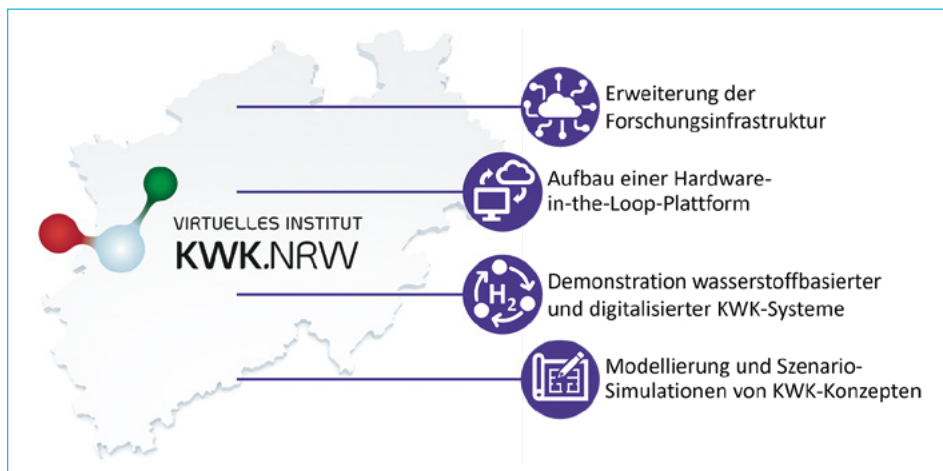 Erweiterung der
Forschungsinfrastruktur
Aufbau einer Hardware-
in-the-Loop-Plattform
VIRTUELLES INSTITUT
KWK.NRW
H2
Demonstration wasserstoffbasierter
und digitalisierter KWK-Systeme
Modellierung und Szenario-
Simulationen von KWK-Konzepten